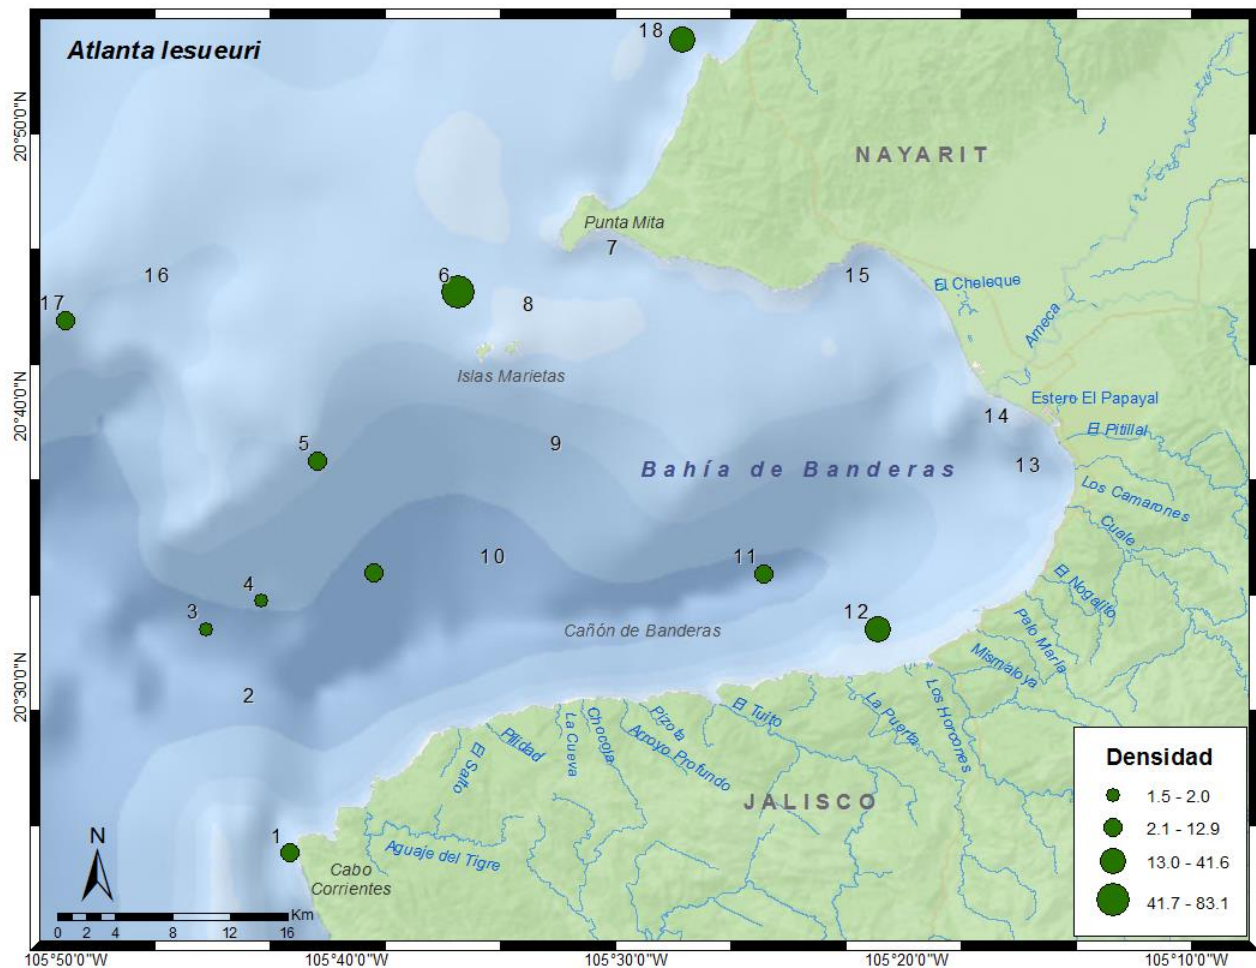 Atlanta lesueuri
18
20°50'0"N
NAYARIT
Punta Mita
7
16
6
15
El Cheleque
17
8
Ameca
Islas Marietas
20°40'0"N
Estero El Papayal
14
El Pitillal
5
9
Bahía de Banderas
13
Los Camarones
Cuale
10
11
4
El Nogalito
3
12
Cañón de Banderas
Palo María
Mismaloya
20°30'0"N
2
El Salto
Pilidad
La Cueva
Chocola
Pizota
Arroyo Profundo
El Tuito
La Puerta
Los Horcones
JALISCO
1
Aguaje del Tigre
Cabo
Corrientes
N
Km
0 2 4 8 12 16
Densidad
1.5 - 2.0
2.1 - 12.9
13.0 - 41.6
41.7 - 83.1
105°50'0"W 105°40'0"W 105°30'0"W 105°20'0"W 105°10'0"W